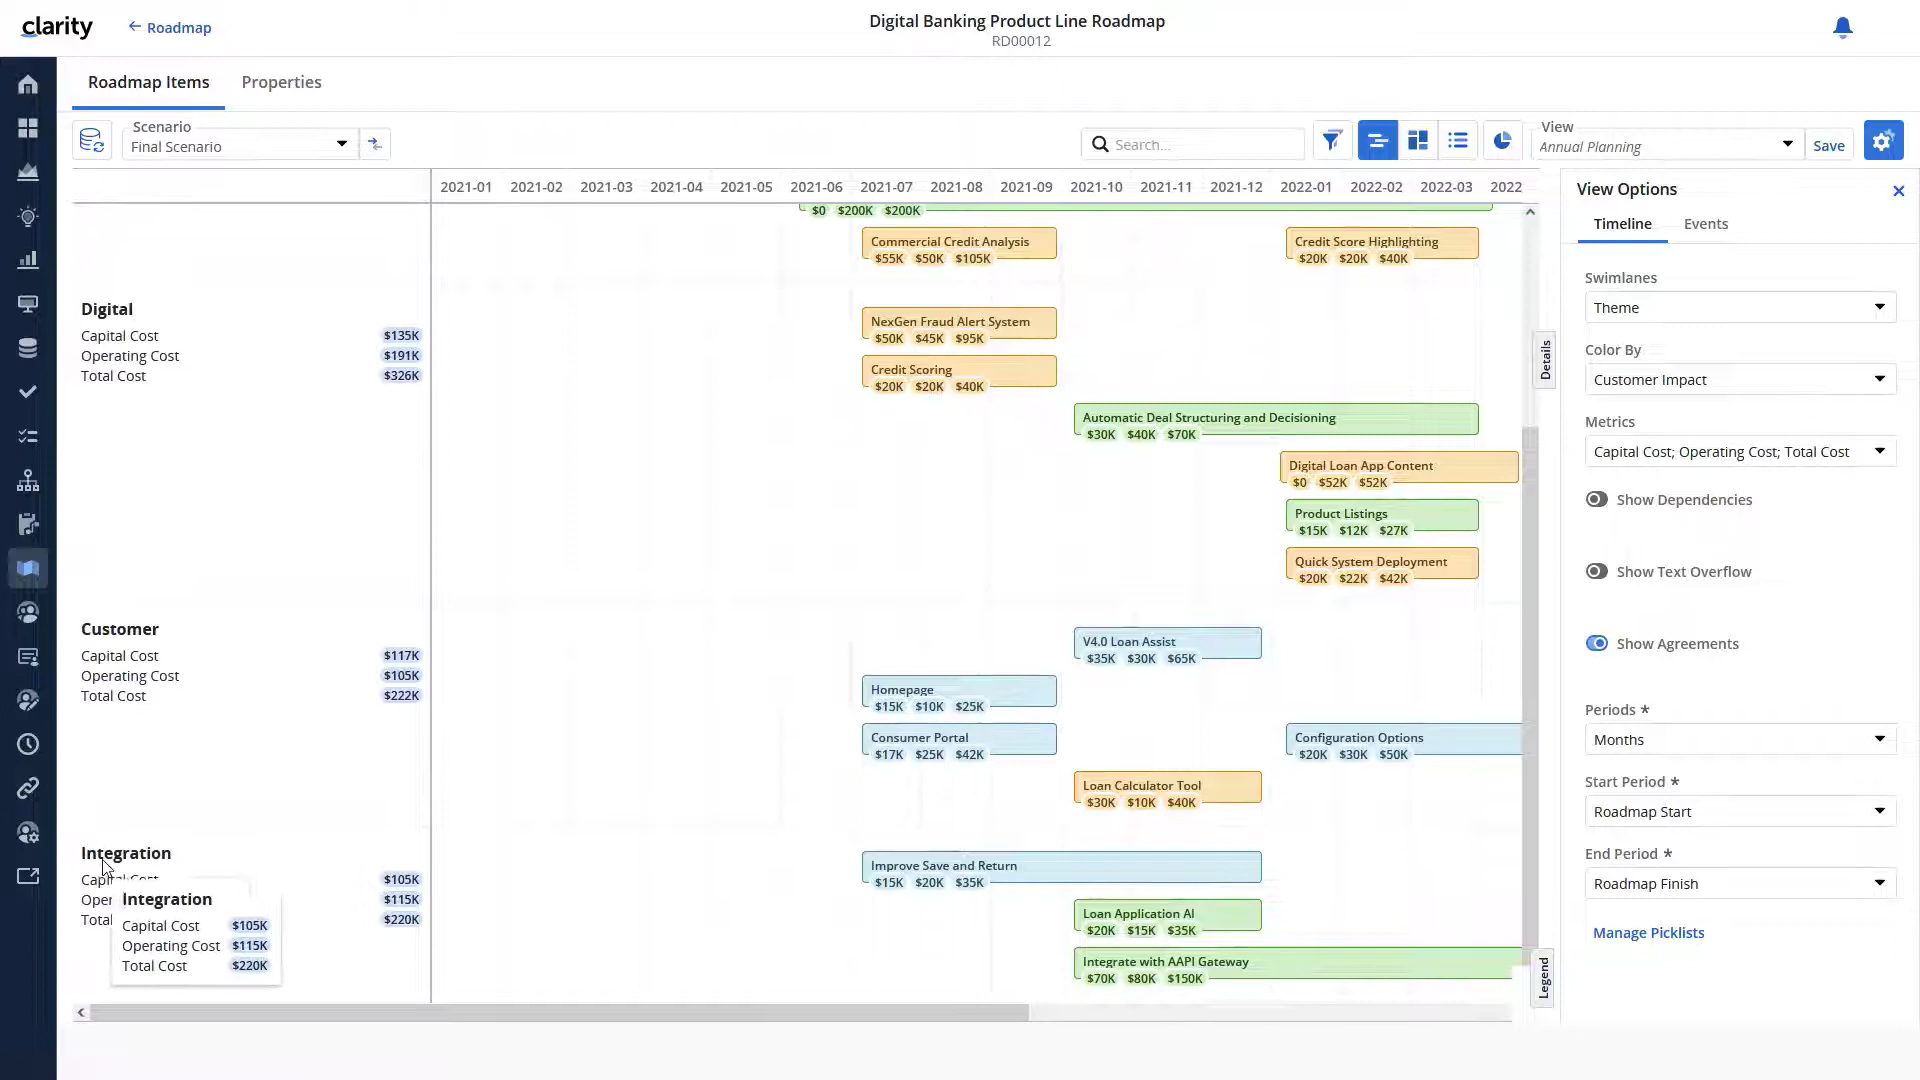 clarity
Roadmap
Digital Banking Product Line Roadmap
RD00012
Roadmap Items
Properties
Scenario
Final Scenario
Search...
View
Annual Planning
Save
2021-01 2021-02 2021-03 2021-04 2021-05 2021-06 2021-07 2021-08 2021-09 2021-10 2021-11 2021-12 2022-01 2022-02 2022-03 2022
$0 $200K $200K
Commercial Credit Analysis
$55K $50K $105K
Credit Score Highlighting
$20K $20K $40K
Digital
Capital Cost $135K
Operating Cost $191K
Total Cost $326K
NexGen Fraud Alert System
$50K $45K $95K
Credit Scoring
$20K $20K $40K
Automatic Deal Structuring and Decisioning
$30K $40K $70K
Digital Loan App Content
$0 $52K $52K
Product Listings
$15K $12K $27K
Quick System Deployment
$20K $22K $42K
Customer
Capital Cost $117K
Operating Cost $105K
Total Cost $222K
V4.0 Loan Assist
$35K $30K $65K
Homepage
$15K $10K $25K
Consumer Portal
$17K $25K $42K
Configuration Options
$20K $30K $50K
Loan Calculator Tool
$30K $10K $40K
Integration
Capital Cost $105K
Oper $115K
Total $220K
Integration
Capital Cost $105K
Operating Cost $115K
Total Cost $220K
Improve Save and Return
$15K $20K $35K
Loan Application AI
$20K $15K $35K
Integrate with AAPI Gateway
$70K $80K $150K
Details
Legend
View Options
Timeline
Events
Swimlanes
Theme
Color By
Customer Impact
Metrics
Capital Cost; Operating Cost; Total Cost
Show Dependencies
Show Text Overflow
Show Agreements
Periods *
Months
Start Period *
Roadmap Start
End Period *
Roadmap Finish
Manage Picklists